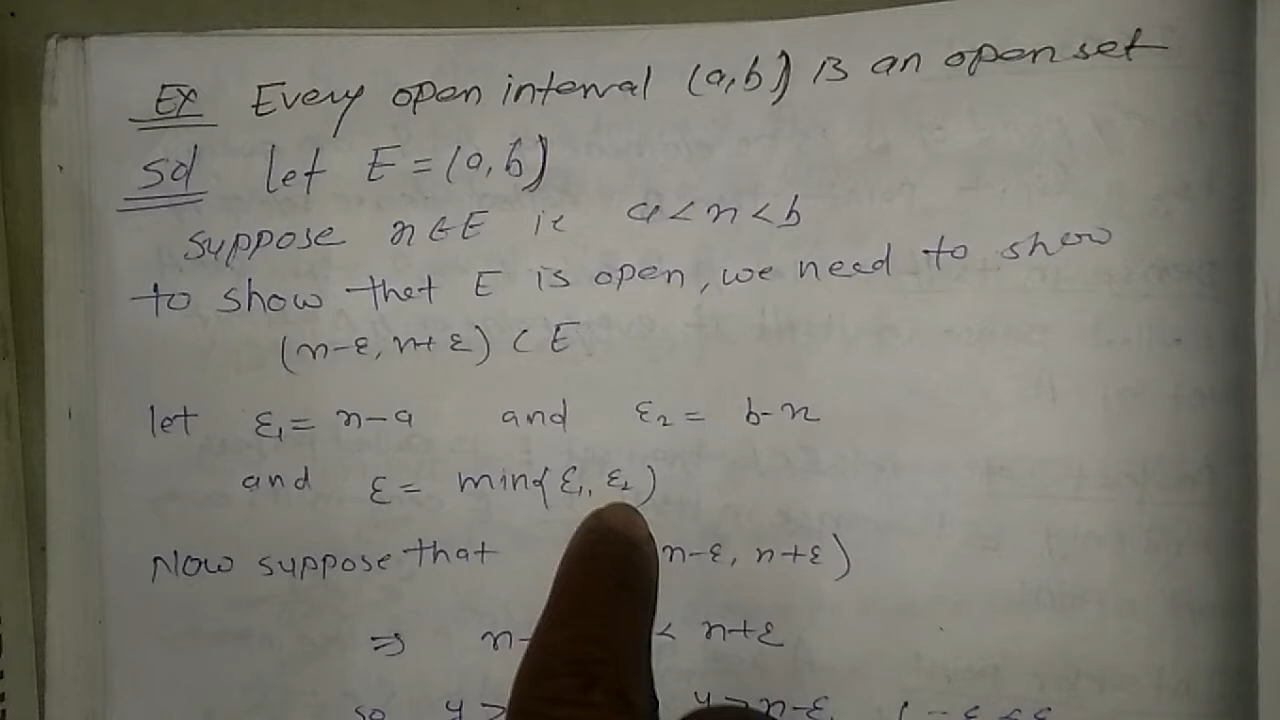 Ex Every open interval (a,b) is an open set
Sol let E = (a,b)
suppose x ∈ E ie a < x < b
to show that E is open, we need to show
(x-ε, x+ε) ⊂ E
let ε₁ = x-a and ε₂ = b-x
and ε = min{ε₁, ε₂)
Now suppose that x-ε, x+ε)
⇒ x- < x+ε
so y >